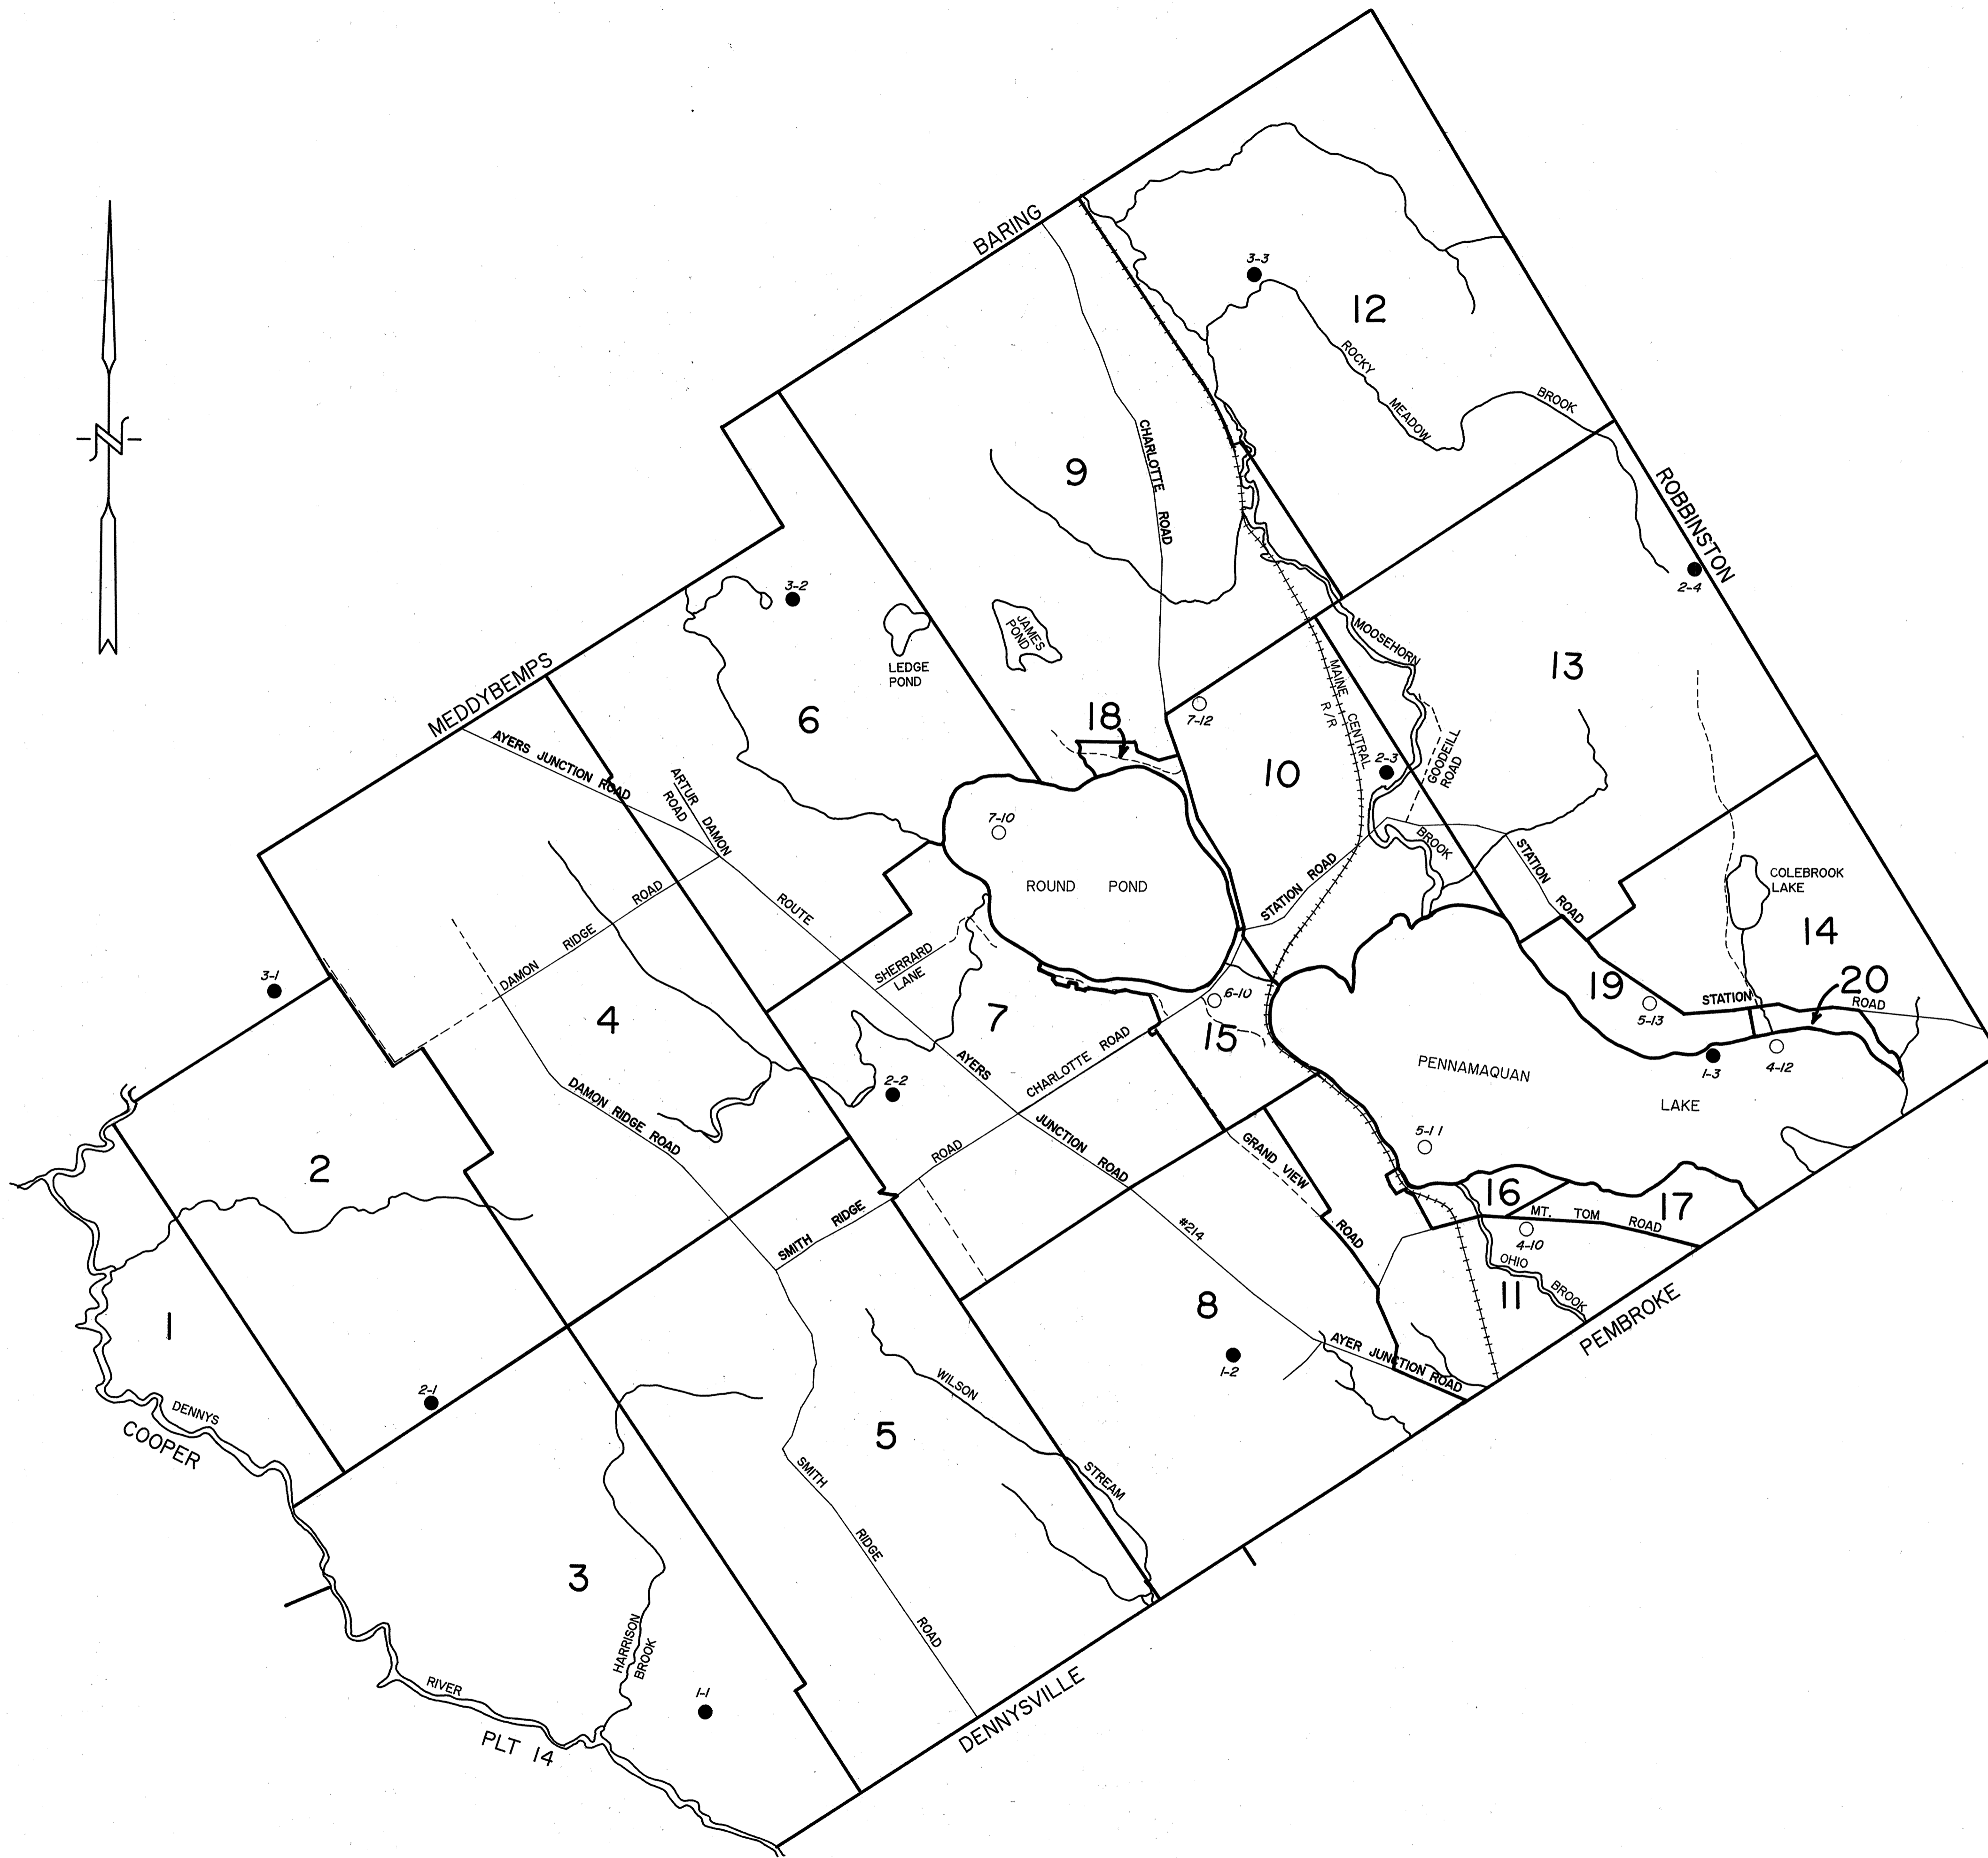 BARING
3-3
12
ROCKY
MEADOW
BROOK
ROBBINSTON
2-4
N
9
CHARLOTTE
ROAD
3-2
JAMES
POND
LEDGE
POND
MEDDYBEMPS
6
18
7-12
MOOSEHORN
13
MAINE CENTRAL
R/R
10
2-3
GOODEILL
ROAD
AYERS JUNCTION ROAD
ARTUR DAMON
ROAD
7-10
ROUND POND
BROOK
STATION ROAD
STATION
ROAD
COLEBROOK
LAKE
14
ROUTE
DAMON RIDGE ROAD
SHERRARD
LANE
3-1
4
7
6-10
15
19
5-13
STATION
ROAD
20
1-3
4-12
PENNAMAQUAN
LAKE
AYERS
JUNCTION
ROAD
CHARLOTTE ROAD
2-2
DAMON RIDGE ROAD
2
GRAND VIEW
ROAD
5-11
16
17
MT. TOM ROAD
4-10
OHIO
BROOK
11
PEMBROKE
SMITH RIDGE ROAD
#214
8
1-2
AYER JUNCTION ROAD
1
2-1
DENNYS
COOPER
WILSON
STREAM
5
SMITH
RIDGE
ROAD
3
HARRISON
BROOK
1-1
RIVER
PLT 14
DENNYSVILLE